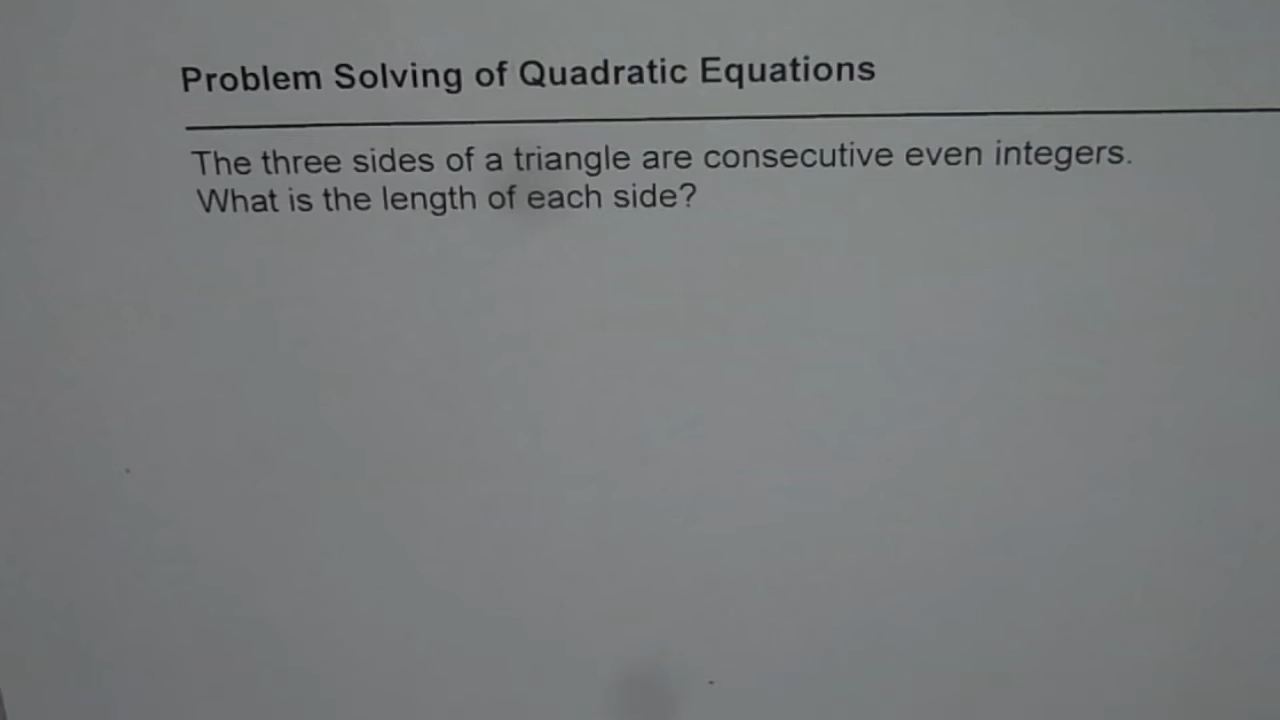 Problem Solving of Quadratic Equations
The three sides of a triangle are consecutive even integers.
What is the length of each side?